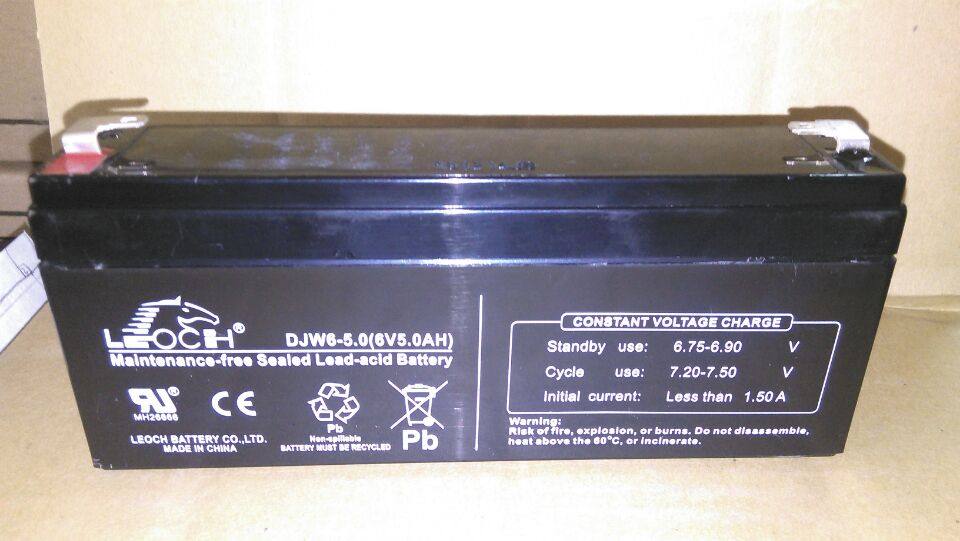 LEOCH®
DJW6-5.0(6V5.0AH)
Maintenance-free Sealed Lead-acid Battery
MH26866
CE
Pb
Non-spillable
BATTERY MUST BE RECYCLED
Pb
LEOCH BATTERY CO.,LTD.
MADE IN CHINA
CONSTANT VOLTAGE CHARGE
Standby use: 6.75-6.90 V
Cycle use: 7.20-7.50 V
Initial current: Less than 1.50 A
Warning:
Risk of fire, explosion, or burns. Do not disassemble,
heat above the 60°C, or incinerate.